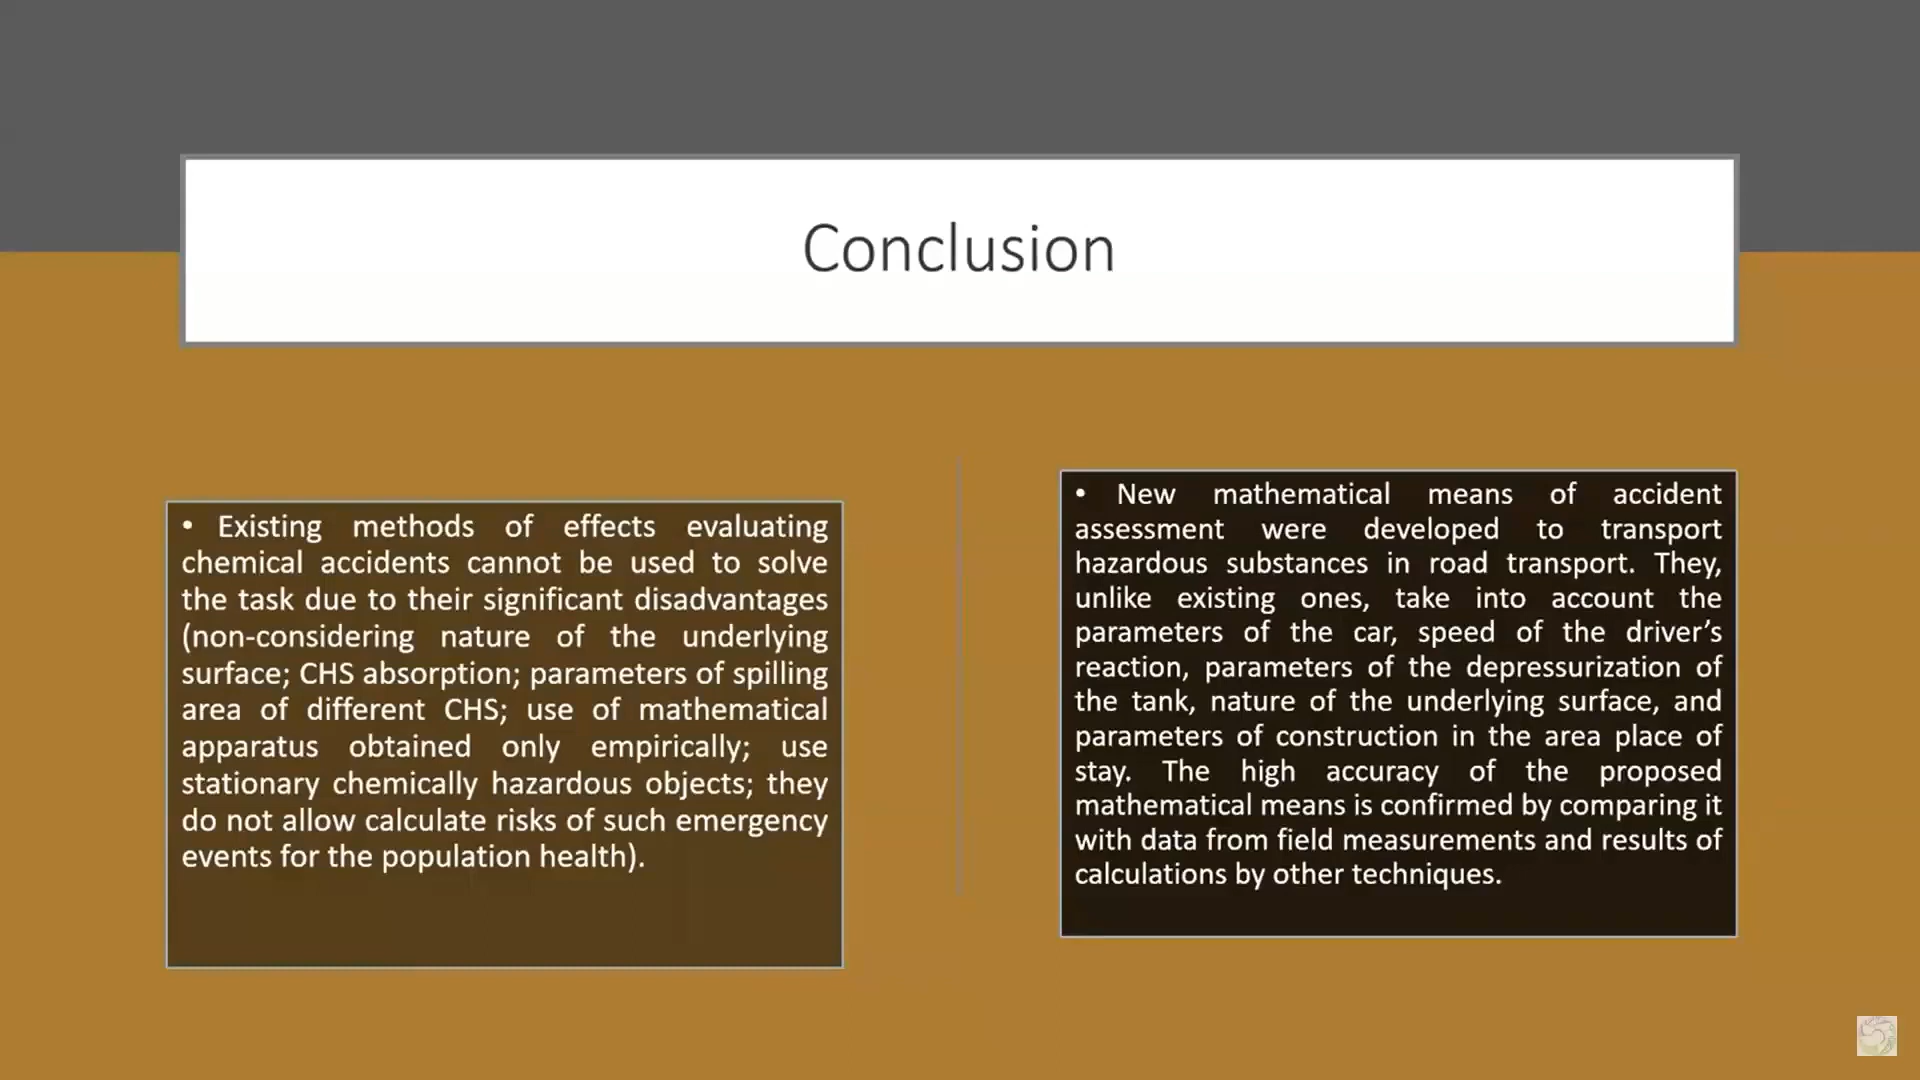 Conclusion
• Existing methods of effects evaluating
chemical accidents cannot be used to solve
the task due to their significant disadvantages
(non-considering nature of the underlying
surface; CHS absorption; parameters of spilling
area of different CHS; use of mathematical
apparatus obtained only empirically; use
stationary chemically hazardous objects; they
do not allow calculate risks of such emergency
events for the population health).
• New mathematical means of accident
assessment were developed to transport
hazardous substances in road transport. They,
unlike existing ones, take into account the
parameters of the car, speed of the driver’s
reaction, parameters of the depressurization of
the tank, nature of the underlying surface, and
parameters of construction in the area place of
stay. The high accuracy of the proposed
mathematical means is confirmed by comparing it
with data from field measurements and results of
calculations by other techniques.